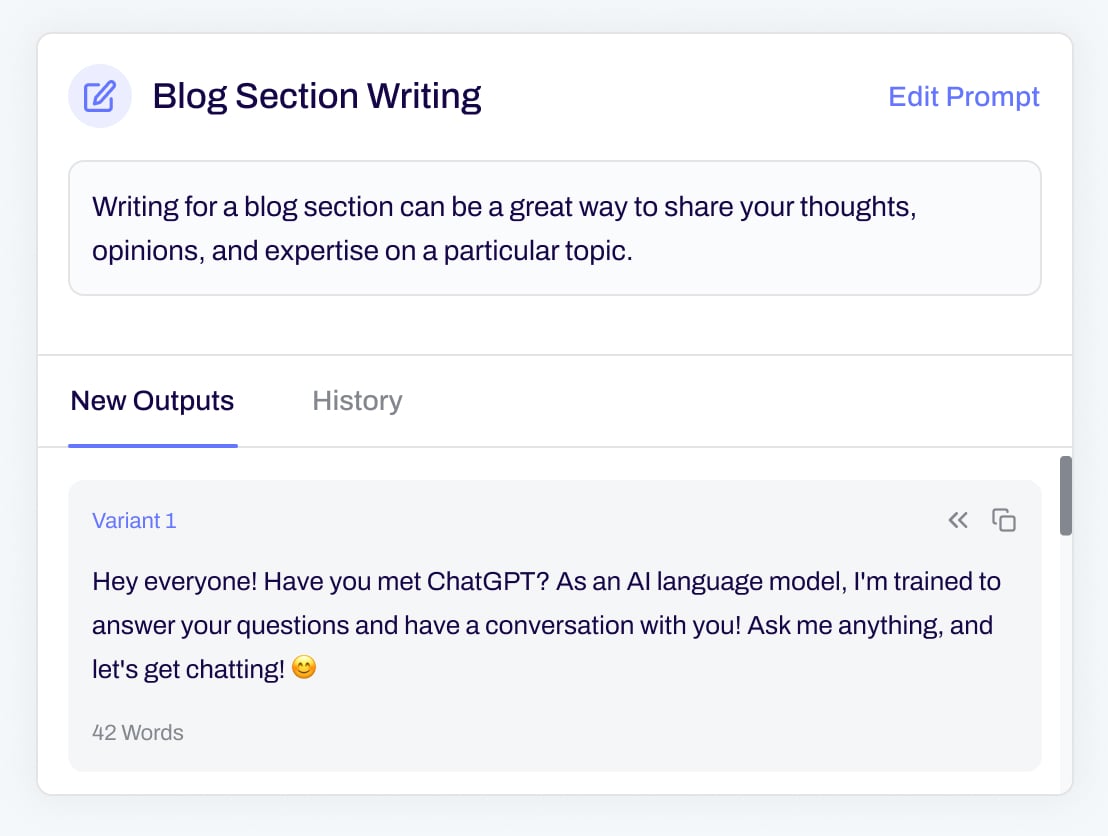 Blog Section Writing
Edit Prompt
Writing for a blog section can be a great way to share your thoughts,
opinions, and expertise on a particular topic.
New Outputs
History
Variant 1
Hey everyone! Have you met ChatGPT? As an AI language model, I'm trained to
answer your questions and have a conversation with you! Ask me anything, and
let's get chatting! 😊
42 Words